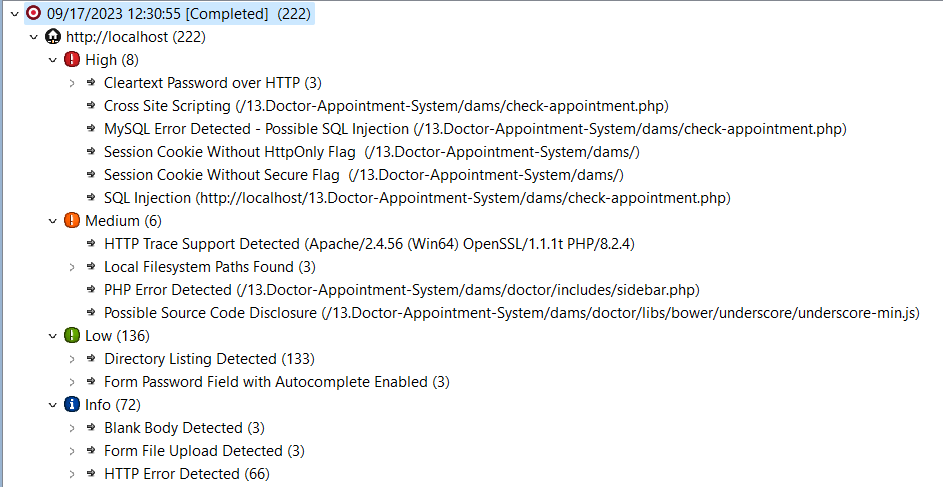 09/17/2023 12:30:55 [Completed] (222)
http://localhost (222)
High (8)
Cleartext Password over HTTP (3)
Cross Site Scripting (/13.Doctor-Appointment-System/dams/check-appointment.php)
MySQL Error Detected - Possible SQL Injection (/13.Doctor-Appointment-System/dams/check-appointment.php)
Session Cookie Without HttpOnly Flag (/13.Doctor-Appointment-System/dams/)
Session Cookie Without Secure Flag (/13.Doctor-Appointment-System/dams/)
SQL Injection (http://localhost/13.Doctor-Appointment-System/dams/check-appointment.php)
Medium (6)
HTTP Trace Support Detected (Apache/2.4.56 (Win64) OpenSSL/1.1.1t PHP/8.2.4)
Local Filesystem Paths Found (3)
PHP Error Detected (/13.Doctor-Appointment-System/dams/doctor/includes/sidebar.php)
Possible Source Code Disclosure (/13.Doctor-Appointment-System/dams/doctor/libs/bower/underscore/underscore-min.js)
Low (136)
Directory Listing Detected (133)
Form Password Field with Autocomplete Enabled (3)
Info (72)
Blank Body Detected (3)
Form File Upload Detected (3)
HTTP Error Detected (66)